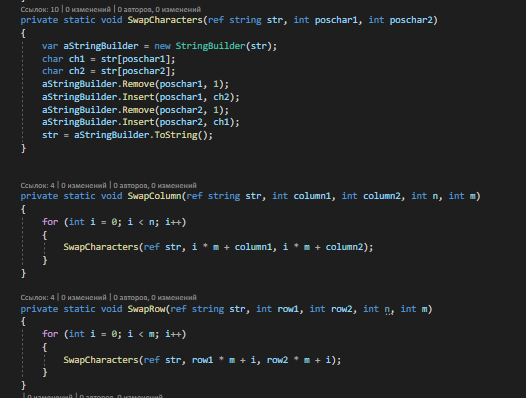 Ссылок: 10 | 0 изменений | 0 авторов, 0 изменений
private static void SwapCharacters(ref string str, int poschar1, int poschar2)
{
var aStringBuilder = new StringBuilder(str);
char ch1 = str[poschar1];
char ch2 = str[poschar2];
aStringBuilder.Remove(poschar1, 1);
aStringBuilder.Insert(poschar1, ch2);
aStringBuilder.Remove(poschar2, 1);
aStringBuilder.Insert(poschar2, ch1);
str = aStringBuilder.ToString();
}
Ссылок: 4 | 0 изменений | 0 авторов, 0 изменений
private static void SwapColumn(ref string str, int column1, int column2, int n, int m)
{
for (int i = 0; i < n; i++)
{
SwapCharacters(ref str, i * m + column1, i * m + column2);
}
}
Ссылок: 4 | 0 изменений | 0 авторов, 0 изменений
private static void SwapRow(ref string str, int row1, int row2, int n, int m)
{
for (int i = 0; i < m; i++)
{
SwapCharacters(ref str, row1 * m + i, row2 * m + i);
}
}
| 0 изменений | 0 авторов, 0 изменений